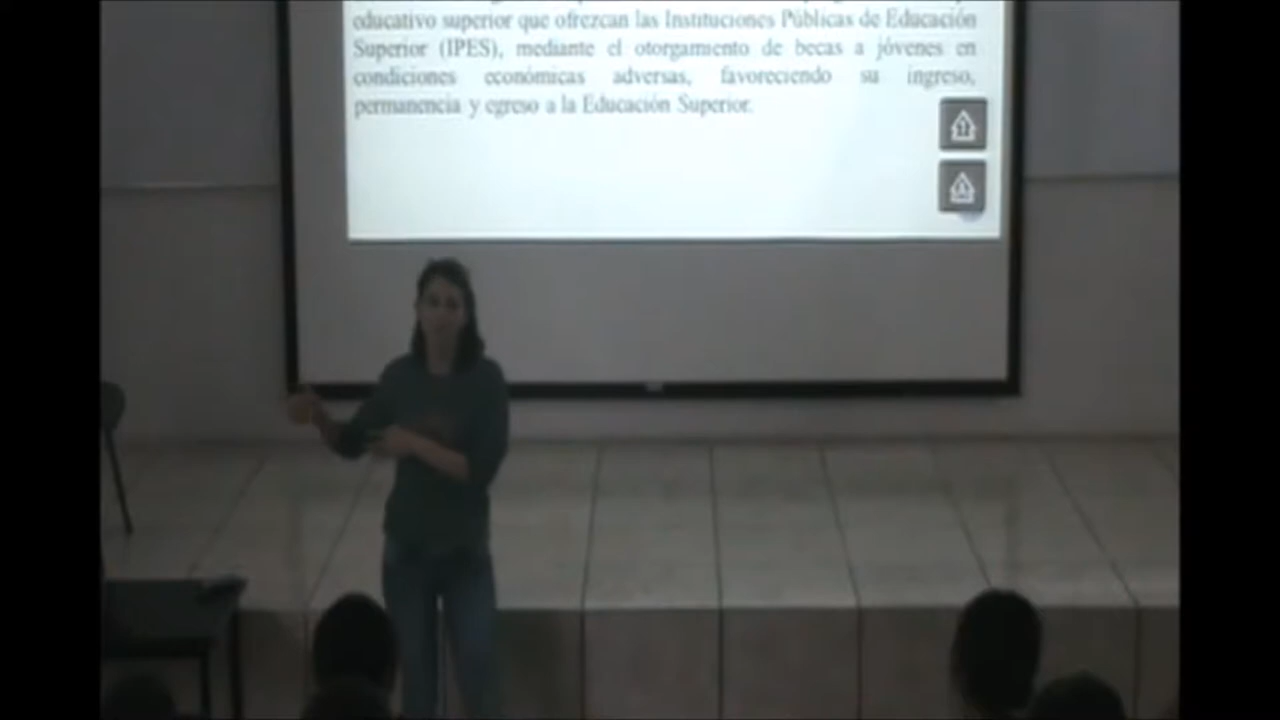 educativo superior que ofrezcan las Instituciones Públicas de Educación
Superior (IPES), mediante el otorgamiento de becas a jóvenes en
condiciones económicas adversas, favoreciendo su ingreso,
permanencia y egreso a la Educación Superior.